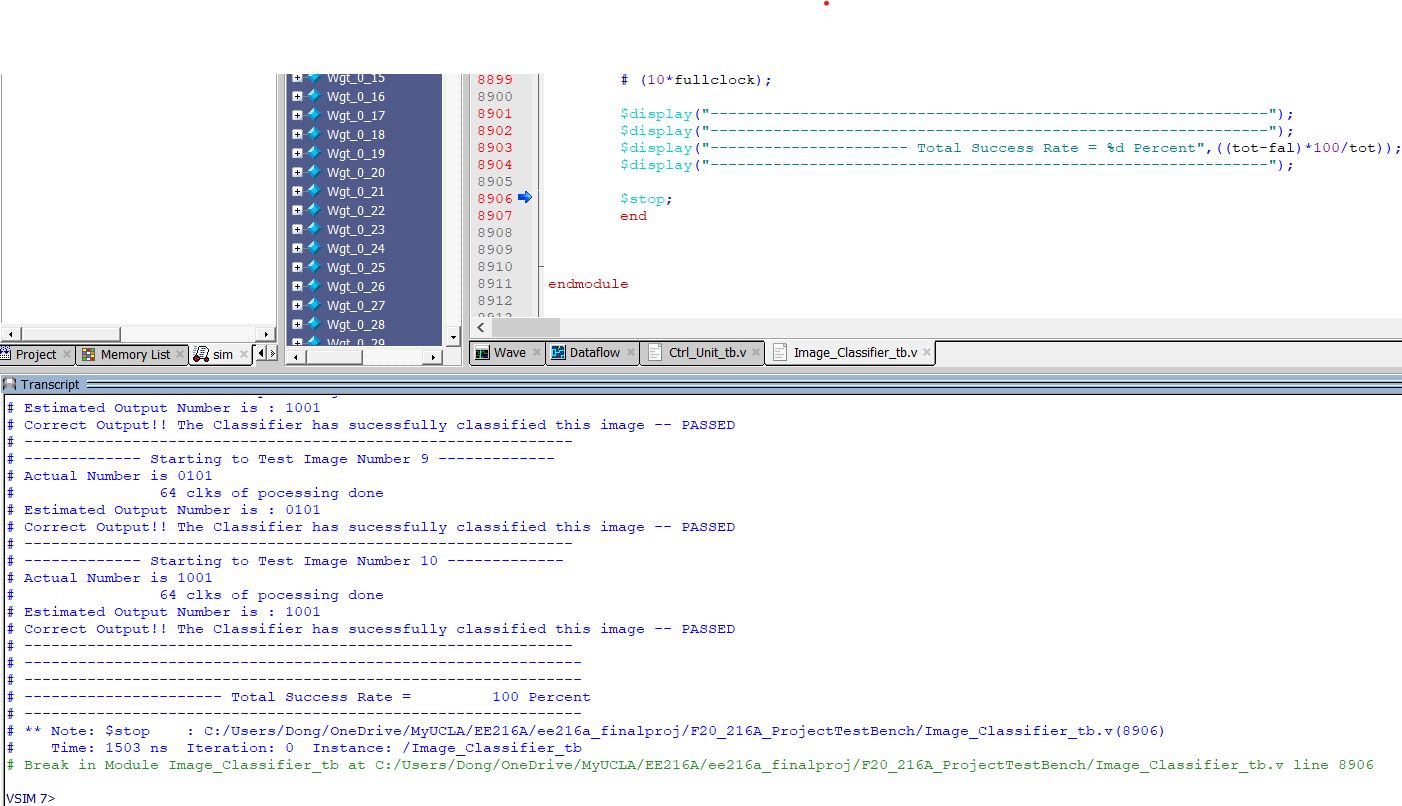 Wgt_0_15
Wgt_0_16
Wgt_0_17
Wgt_0_18
Wgt_0_19
Wgt_0_20
Wgt_0_21
Wgt_0_22
Wgt_0_23
Wgt_0_24
Wgt_0_25
Wgt_0_26
Wgt_0_27
Wgt_0_28
Wgt_0_29
8899 # (10*fullclock);
8900
8901 $display("--------------------------------------------------------------");
8902 $display("--------------------------------------------------------------");
8903 $display("---------------------- Total Success Rate = %d Percent",((tot-fal)*100/tot));
8904 $display("--------------------------------------------------------------");
8905
8906 $stop;
8907 end
8908
8909
8910
8911 endmodule
8912
8913
Project Memory List sim
Wave Dataflow Ctrl_Unit_tb.v Image_Classifier_tb.v
Transcript
# Estimated Output Number is : 1001
# Correct Output!! The Classifier has sucessfully classified this image -- PASSED
# -------------------------------------------------------------
# ------------- Starting to Test Image Number 9 -------------
# Actual Number is 0101
# 64 clks of pocessing done
# Estimated Output Number is : 0101
# Correct Output!! The Classifier has sucessfully classified this image -- PASSED
# -------------------------------------------------------------
# ------------- Starting to Test Image Number 10 -------------
# Actual Number is 1001
# 64 clks of pocessing done
# Estimated Output Number is : 1001
# Correct Output!! The Classifier has sucessfully classified this image -- PASSED
# -------------------------------------------------------------
# --------------------------------------------------------------
# --------------------------------------------------------------
# ---------------------- Total Success Rate = 100 Percent
# --------------------------------------------------------------
# ** Note: $stop : C:/Users/Dong/OneDrive/MyUCLA/EE216A/ee216a_finalproj/F20_216A_ProjectTestBench/Image_Classifier_tb.v(8906)
# Time: 1503 ns Iteration: 0 Instance: /Image_Classifier_tb
# Break in Module Image_Classifier_tb at C:/Users/Dong/OneDrive/MyUCLA/EE216A/ee216a_finalproj/F20_216A_ProjectTestBench/Image_Classifier_tb.v line 8906
VSIM 7>